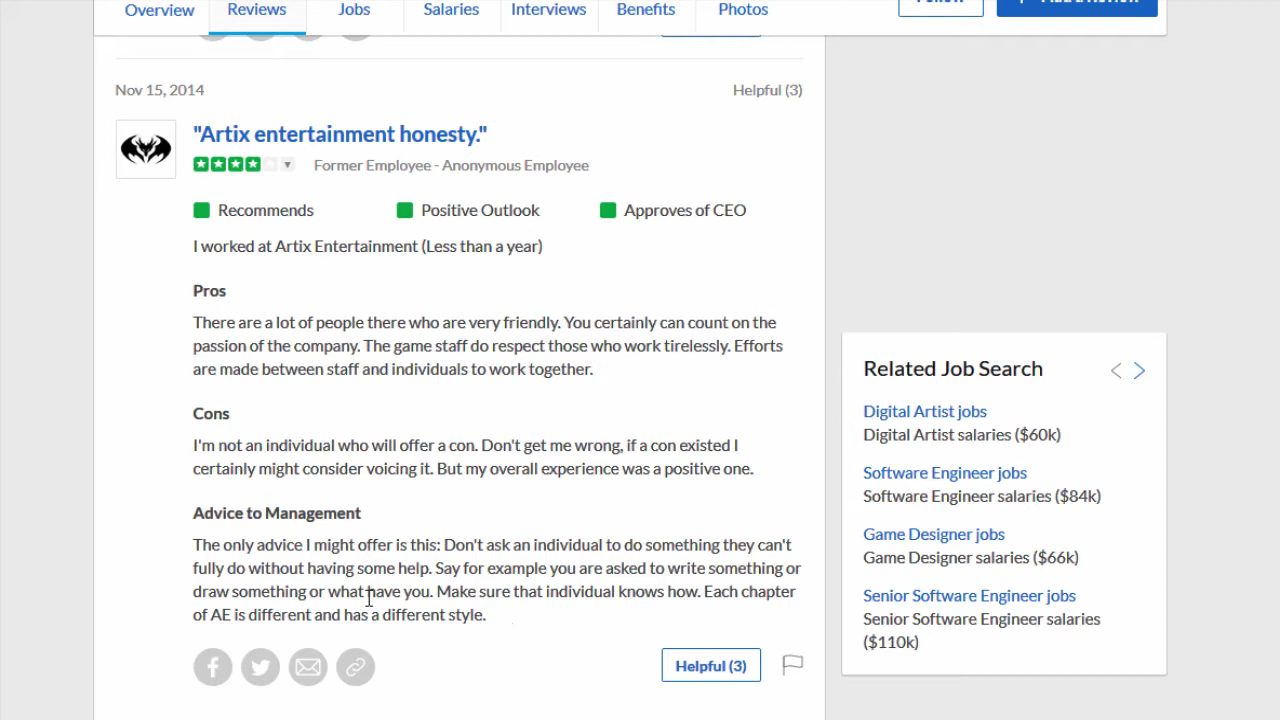 Overview Reviews Jobs Salaries Interviews Benefits Photos
Nov 15, 2014 Helpful (3)
"Artix entertainment honesty."
Former Employee - Anonymous Employee
Recommends Positive Outlook Approves of CEO
I worked at Artix Entertainment (Less than a year)
Pros
There are a lot of people there who are very friendly. You certainly can count on the
passion of the company. The game staff do respect those who work tirelessly. Efforts
are made between staff and individuals to work together.
Cons
I'm not an individual who will offer a con. Don't get me wrong, if a con existed I
certainly might consider voicing it. But my overall experience was a positive one.
Advice to Management
The only advice I might offer is this: Don't ask an individual to do something they can't
fully do without having some help. Say for example you are asked to write something or
draw something or what have you. Make sure that individual knows how. Each chapter
of AE is different and has a different style.
Helpful (3)
Related Job Search
Digital Artist jobs
Digital Artist salaries ($60k)
Software Engineer jobs
Software Engineer salaries ($84k)
Game Designer jobs
Game Designer salaries ($66k)
Senior Software Engineer jobs
Senior Software Engineer salaries
($110k)